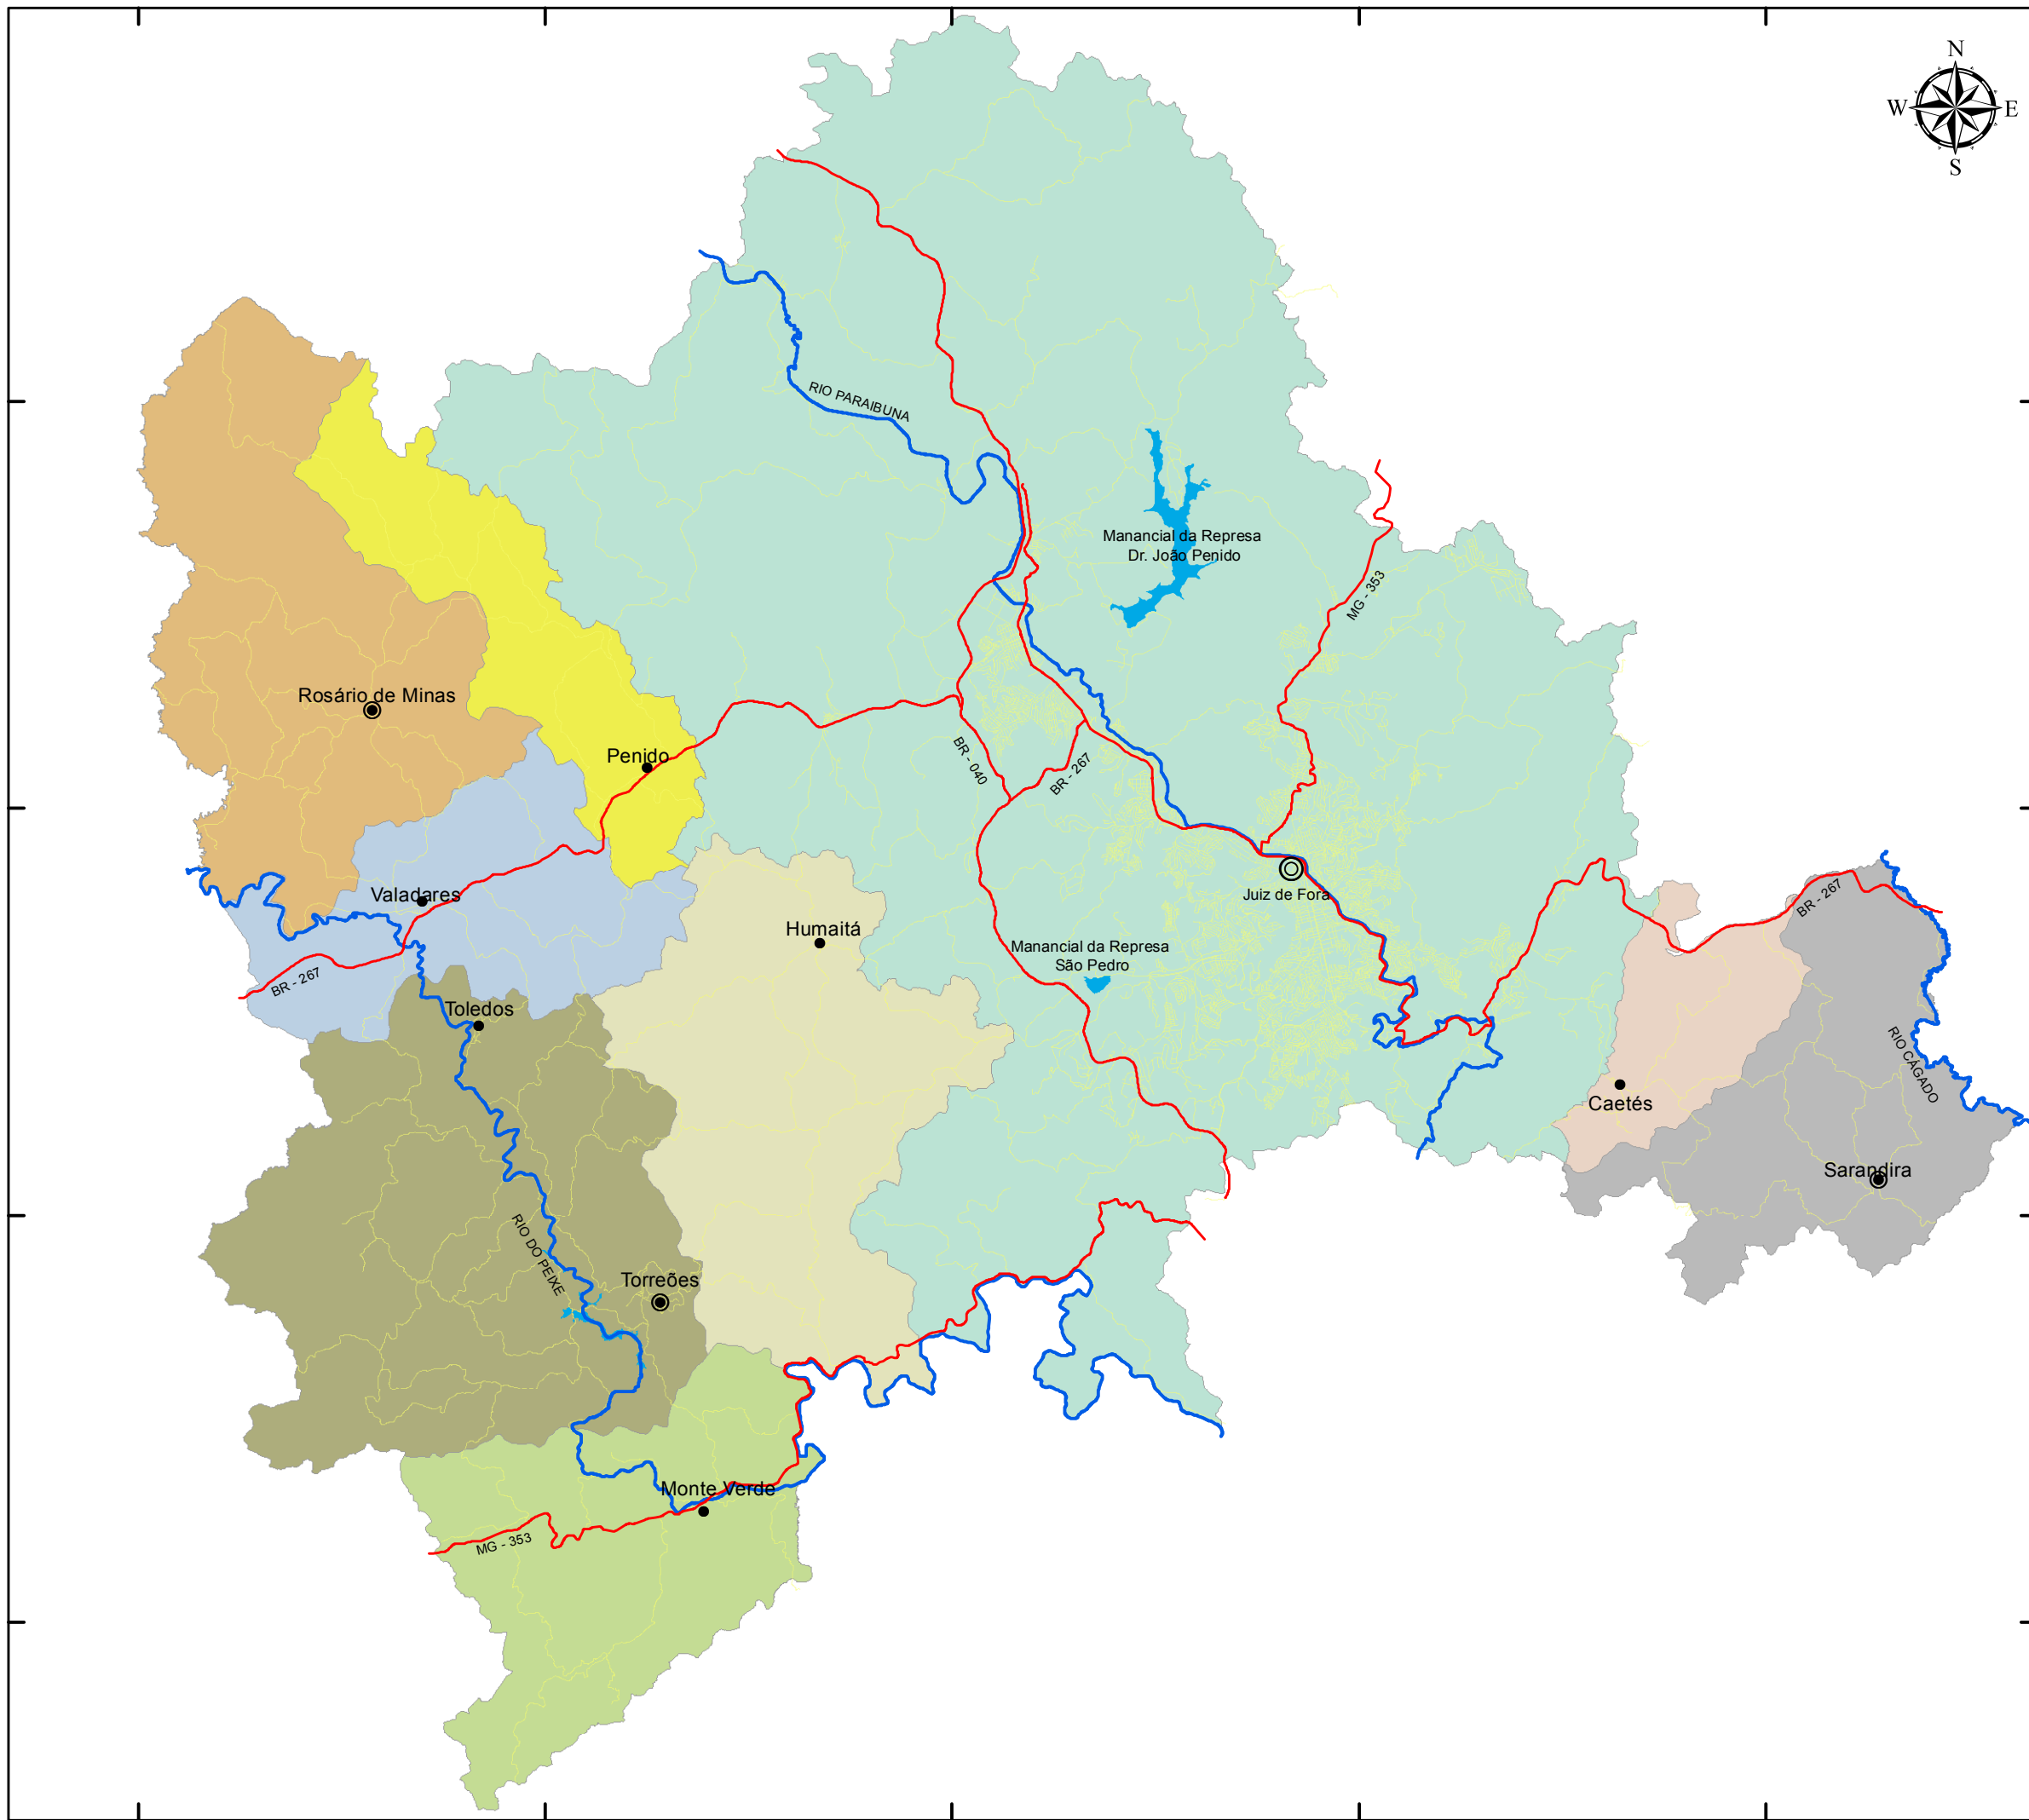 N
W E
S
RIO PARAIBUNA
Manancial da Represa
Dr. João Penido
MG - 353
Rosário de Minas
Penido
BR - 040
BR - 267
Valadares
Juiz de Fora
BR - 267
Humaitá
Manancial da Represa
São Pedro
BR - 267
Toledos
RIO CÁGADO
Caetés
Sarandira
RIO DO PEIXE
Torreões
Monte Verde
MG - 353